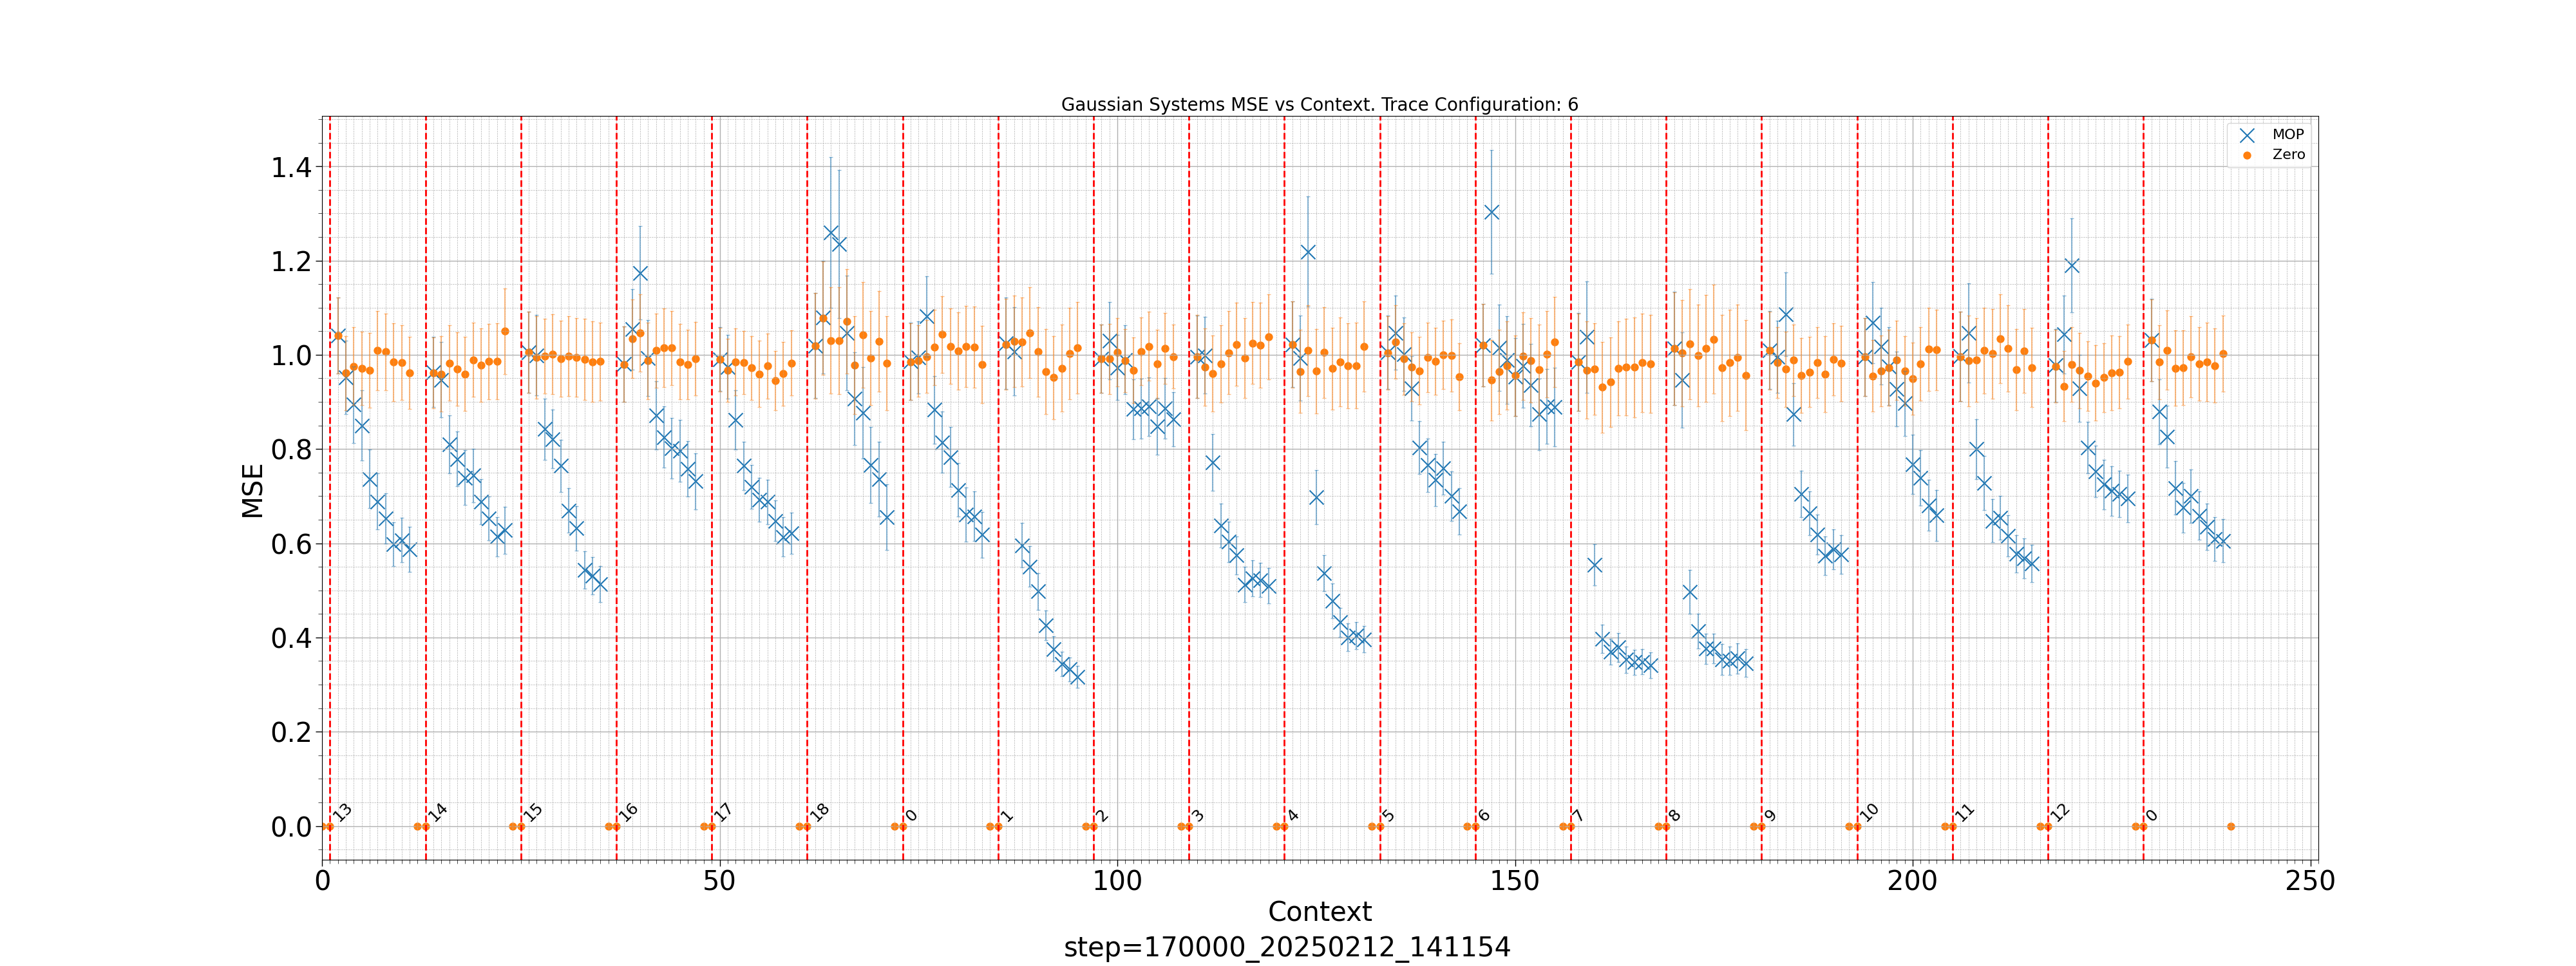 Gaussian Systems MSE vs Context. Trace Configuration: 6
MOP
Zero
MSE
1.4
1.2
1.0
0.8
0.6
0.4
0.2
0.0
13 14 15 16 17 18 0 1 2 3 4 5 6 7 8 9 10 11 12 0
0 50 100 150 200 250
Context
step=170000_20250212_141154